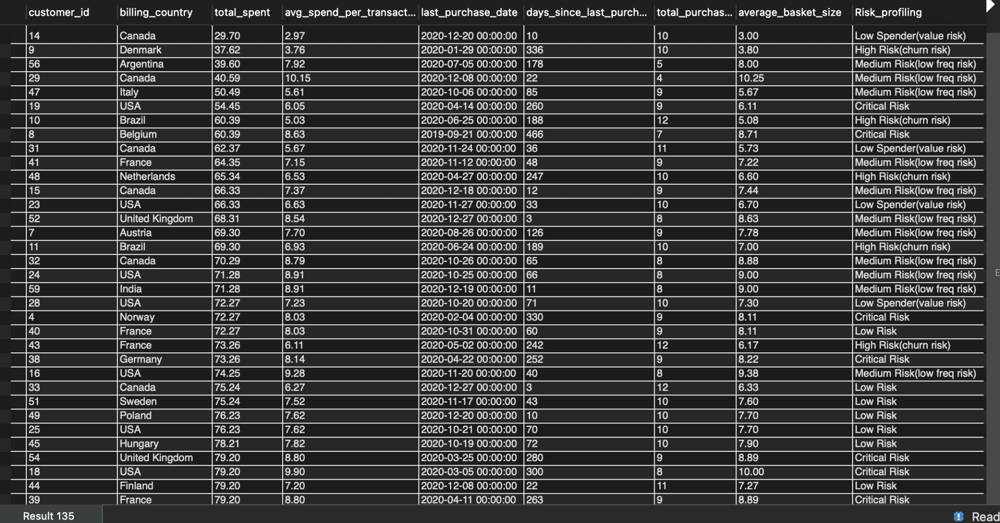 customer_id billing_country total_spent avg_spend_per_transact... last_purchase_date days_since_last_purch... total_purchas... average_basket_size Risk_profiling
14 Canada 29.70 2.97 2020-12-20 00:00:00 10 10 3.00 Low Spender(value risk)
9 Denmark 37.62 3.76 2020-01-29 00:00:00 336 10 3.80 High Risk(churn risk)
56 Argentina 39.60 7.92 2020-07-05 00:00:00 178 5 8.00 Medium Risk(low freq risk)
29 Canada 40.59 10.15 2020-12-08 00:00:00 22 4 10.25 Medium Risk(low freq risk)
47 Italy 50.49 5.61 2020-10-06 00:00:00 85 9 5.67 Medium Risk(low freq risk)
19 USA 54.45 6.05 2020-04-14 00:00:00 260 9 6.11 Critical Risk
10 Brazil 60.39 5.03 2020-06-25 00:00:00 188 12 5.08 High Risk(churn risk)
8 Belgium 60.39 8.63 2019-09-21 00:00:00 466 7 8.71 Critical Risk
31 Canada 62.37 5.67 2020-11-24 00:00:00 36 11 5.73 Low Spender(value risk)
41 France 64.35 7.15 2020-11-12 00:00:00 48 9 7.22 Medium Risk(low freq risk)
48 Netherlands 65.34 6.53 2020-04-27 00:00:00 247 10 6.60 High Risk(churn risk)
15 Canada 66.33 7.37 2020-12-18 00:00:00 12 9 7.44 Medium Risk(low freq risk)
23 USA 66.33 6.63 2020-11-27 00:00:00 33 10 6.70 Low Spender(value risk)
52 United Kingdom 68.31 8.54 2020-12-27 00:00:00 3 8 8.63 Medium Risk(low freq risk)
7 Austria 69.30 7.70 2020-08-26 00:00:00 126 9 7.78 Medium Risk(low freq risk)
11 Brazil 69.30 6.93 2020-06-24 00:00:00 189 10 7.00 High Risk(churn risk)
32 Canada 70.29 8.79 2020-10-26 00:00:00 65 8 8.88 Medium Risk(low freq risk)
24 USA 71.28 8.91 2020-10-25 00:00:00 66 8 9.00 Medium Risk(low freq risk)
59 India 71.28 8.91 2020-12-19 00:00:00 11 8 9.00 Medium Risk(low freq risk)
28 USA 72.27 7.23 2020-10-20 00:00:00 71 10 7.30 Low Spender(value risk)
4 Norway 72.27 8.03 2020-02-04 00:00:00 330 9 8.11 Critical Risk
40 France 72.27 8.03 2020-10-31 00:00:00 60 9 8.11 Low Risk
43 France 73.26 6.11 2020-05-02 00:00:00 242 12 6.17 High Risk(churn risk)
38 Germany 73.26 8.14 2020-04-22 00:00:00 252 9 8.22 Critical Risk
16 USA 74.25 9.28 2020-11-20 00:00:00 40 8 9.38 Medium Risk(low freq risk)
33 Canada 75.24 6.27 2020-12-27 00:00:00 3 12 6.33 Low Risk
51 Sweden 75.24 7.52 2020-11-17 00:00:00 43 10 7.60 Low Risk
49 Poland 76.23 7.62 2020-12-20 00:00:00 10 10 7.70 Low Risk
25 USA 76.23 7.62 2020-10-21 00:00:00 70 10 7.70 Low Risk
45 Hungary 78.21 7.82 2020-10-19 00:00:00 72 10 7.90 Low Risk
54 United Kingdom 79.20 8.80 2020-03-25 00:00:00 280 9 8.89 Critical Risk
18 USA 79.20 9.90 2020-03-05 00:00:00 300 8 10.00 Critical Risk
44 Finland 79.20 7.20 2020-12-08 00:00:00 22 11 7.27 Low Risk
39 France 79.20 8.80 2020-04-11 00:00:00 263 9 8.89 Critical Risk
E
Result 135 Read